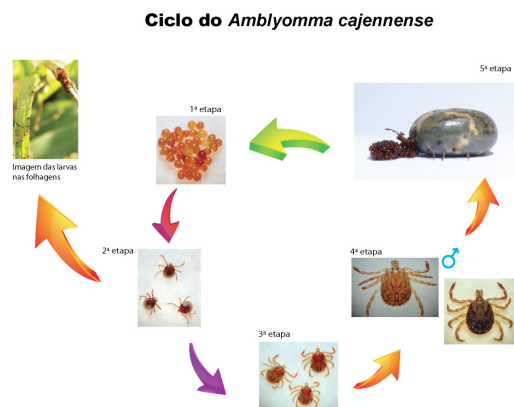 Ciclo do Amblyomma cajennense
5ª etapa
1ª etapa
Imagem das larvas
nas folhagens
2ª etapa
4ª etapa
3ª etapa